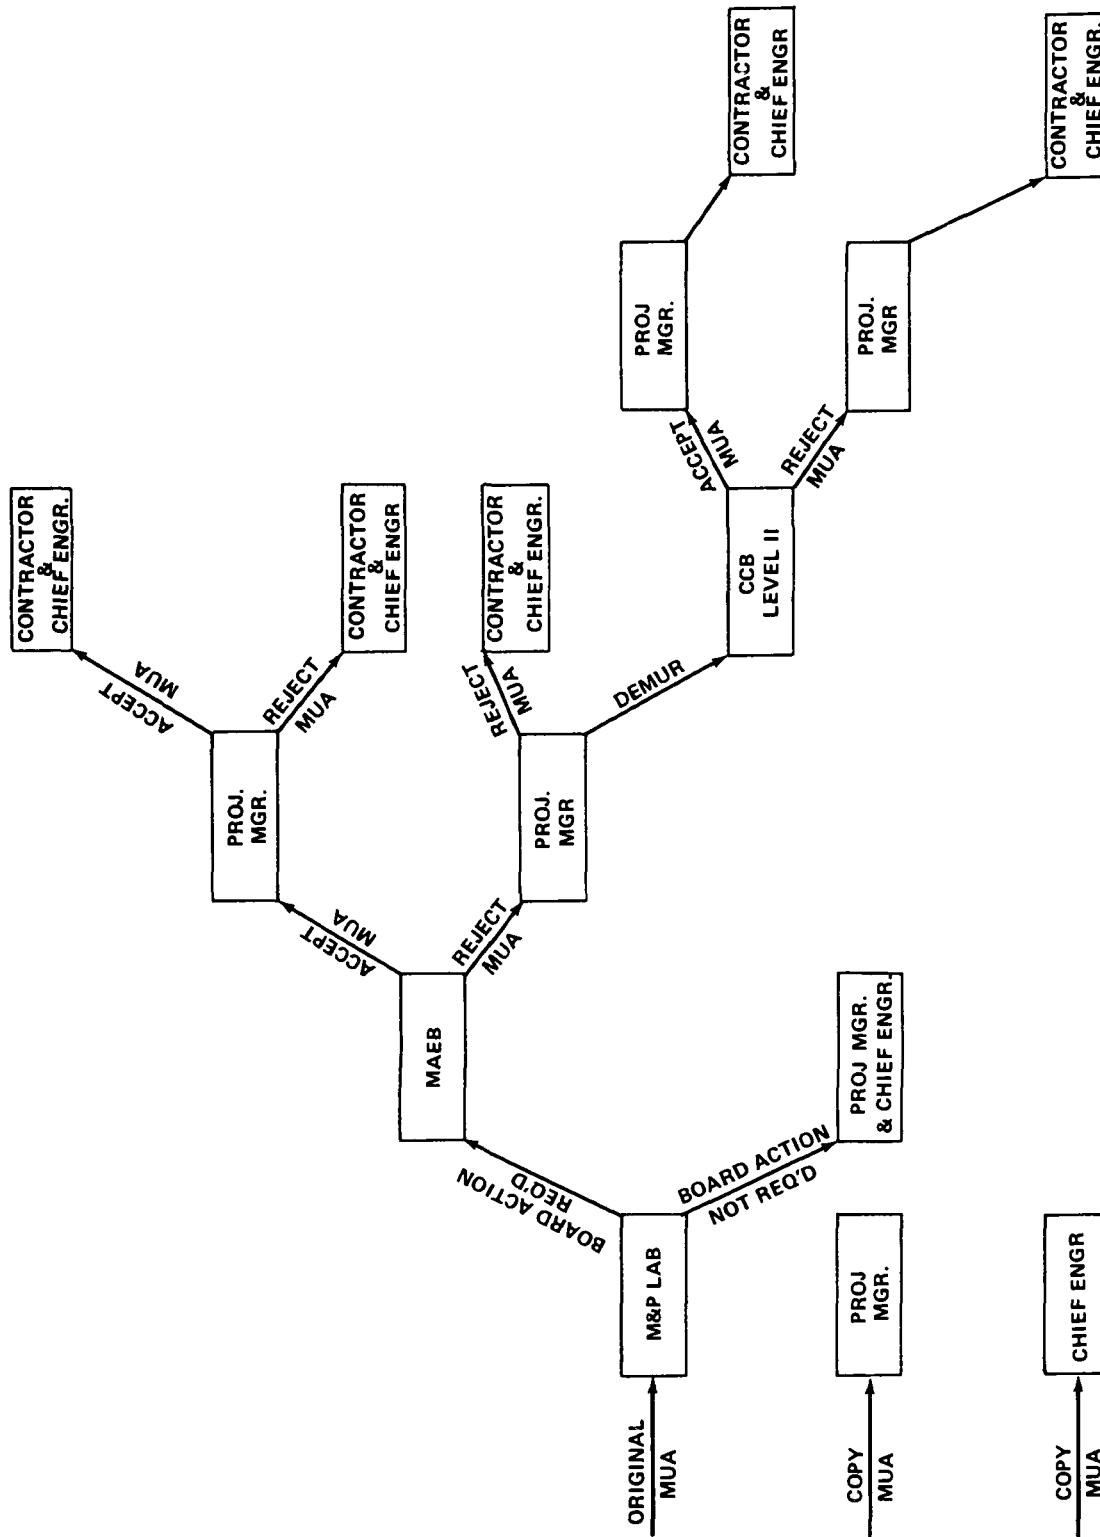 ORIGINAL
MUA
M&P LAB
BOARD ACTION
REQ'D
BOARD ACTION
NOT REQ'D
COPY
MUA
PROJ
MGR.
COPY
MUA
CHIEF ENGR
PROJ MGR.
& CHIEF ENGR.
MAEB
ACCEPT
MUA
REJECT
MUA
PROJ.
MGR.
ACCEPT
MUA
REJECT
MUA
CONTRACTOR
&
CHIEF ENGR.
CONTRACTOR
&
CHIEF ENGR
PROJ.
MGR
REJECT
MUA
DEMUR
CONTRACTOR
&
CHIEF ENGR.
CCB
LEVEL II
ACCEPT
MUA
REJECT
MUA
PROJ
MGR.
PROJ.
MGR
CONTRACTOR
&
CHIEF ENGR.
CONTRACTOR
&
CHIEF ENGR.